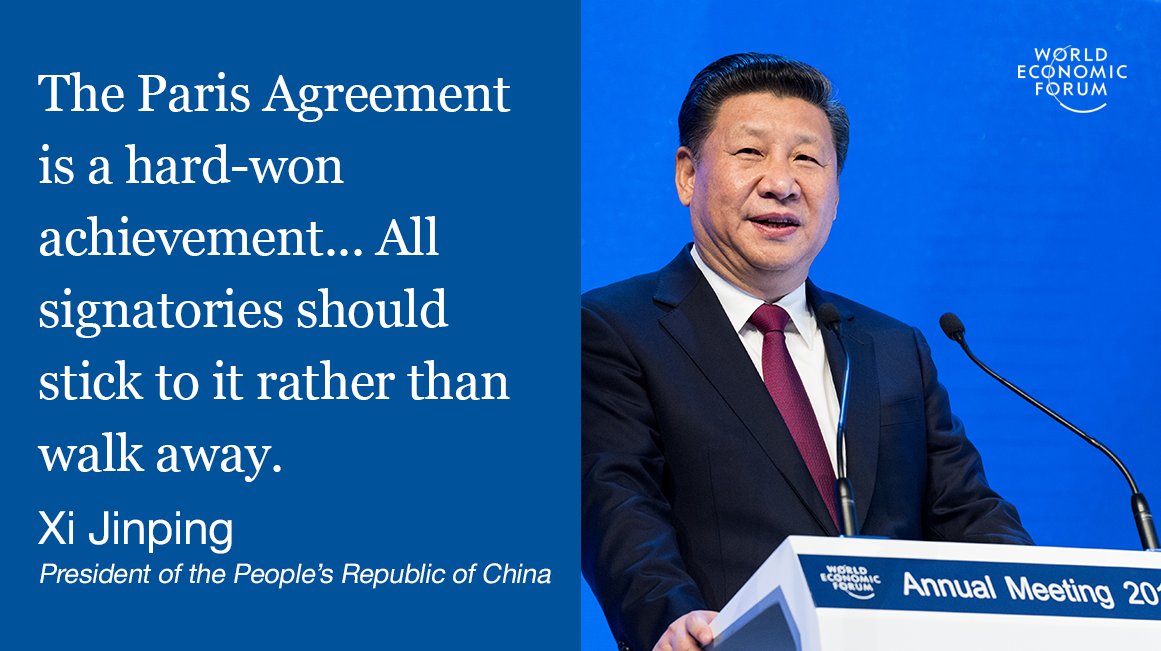 The Paris Agreement
is a hard-won
achievement... All
signatories should
stick to it rather than
walk away.
Xi Jinping
President of the People's Republic of China
WORLD
ECONOMIC
FORUM
WORLD
ECONOMIC
FORUM
Annual Meeting